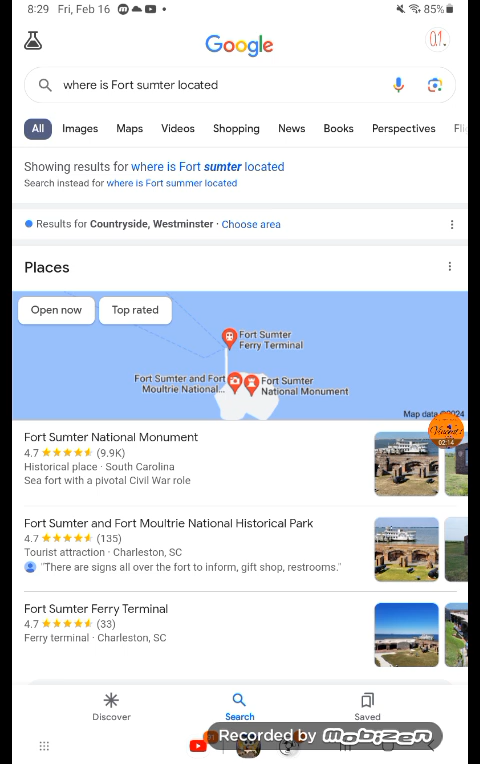 8:29 Fri, Feb 16
85%
Google
01.
where is Fort sumter located
All Images Maps Videos Shopping News Books Perspectives
Showing results for where is Fort sumter located
Search instead for where is Fort summer located
Results for Countryside, Westminster · Choose area
Places
Open now Top rated
Fort Sumter
Ferry Terminal
Fort Sumter and Fort
Moultrie National...
Fort Sumter
National Monument
Map data ©2024
Fort Sumter National Monument
4.7 (9.9K)
Historical place · South Carolina
Sea fort with a pivotal Civil War role
Vincent's
02:14
Fort Sumter and Fort Moultrie National Historical Park
4.7 (135)
Tourist attraction · Charleston, SC
"There are signs all over the fort to inform, gift shop, restrooms."
Fort Sumter Ferry Terminal
4.7 (33)
Ferry terminal · Charleston, SC
Discover Search Saved
Recorded by MOBIZEN